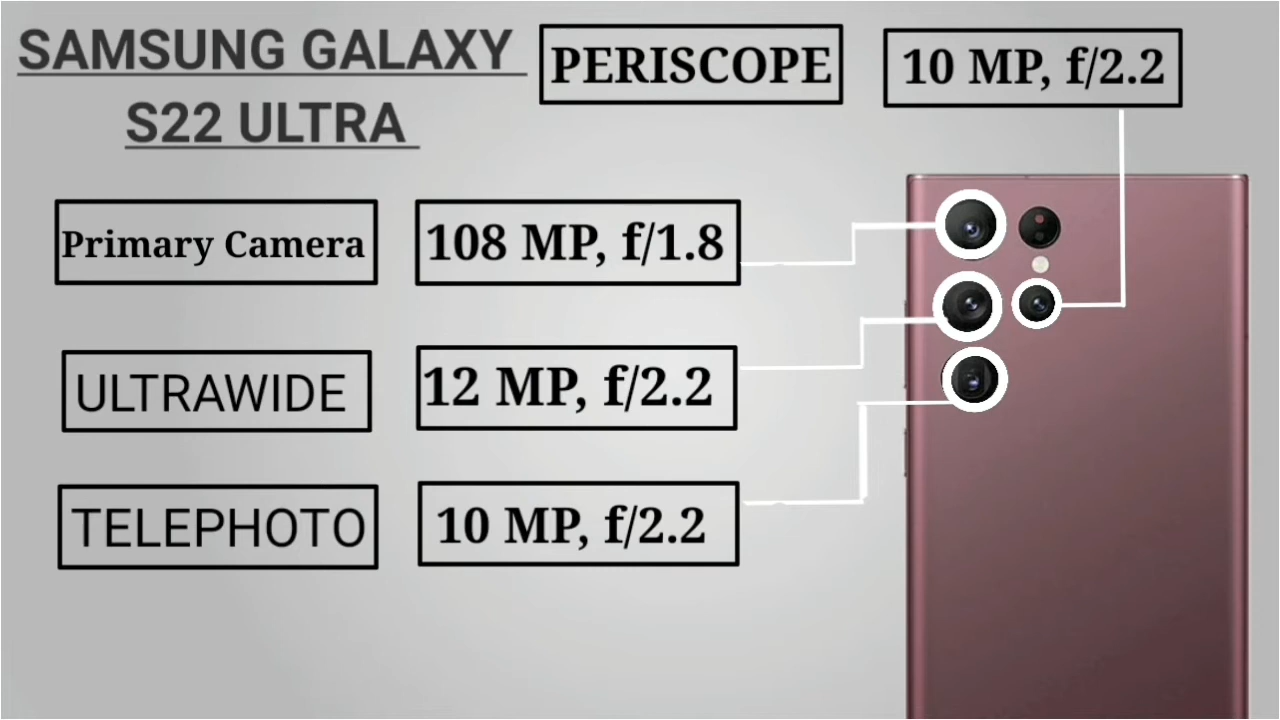 SAMSUNG GALAXY
S22 ULTRA
PERISCOPE
10 MP, f/2.2
Primary Camera
108 MP, f/1.8
ULTRAWIDE
12 MP, f/2.2
TELEPHOTO
10 MP, f/2.2